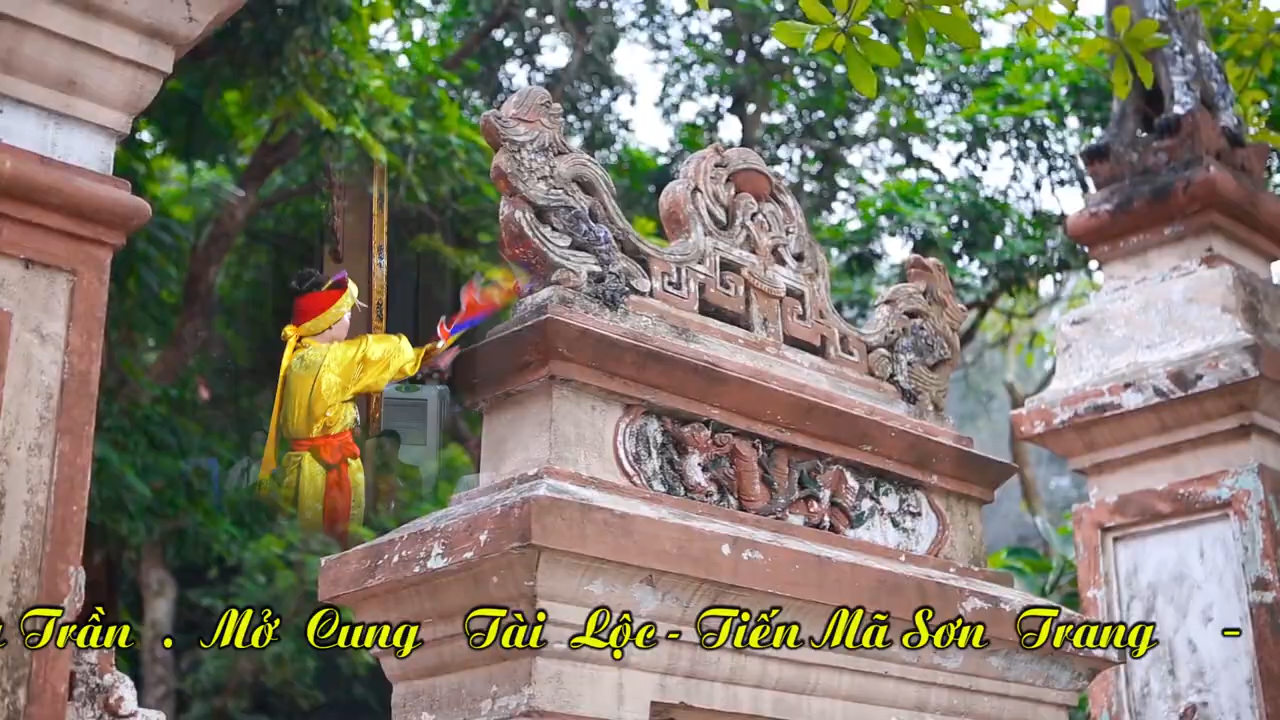 Trần . Mở Cung Tài Lộc - Tiến Mã Sơn Trang -